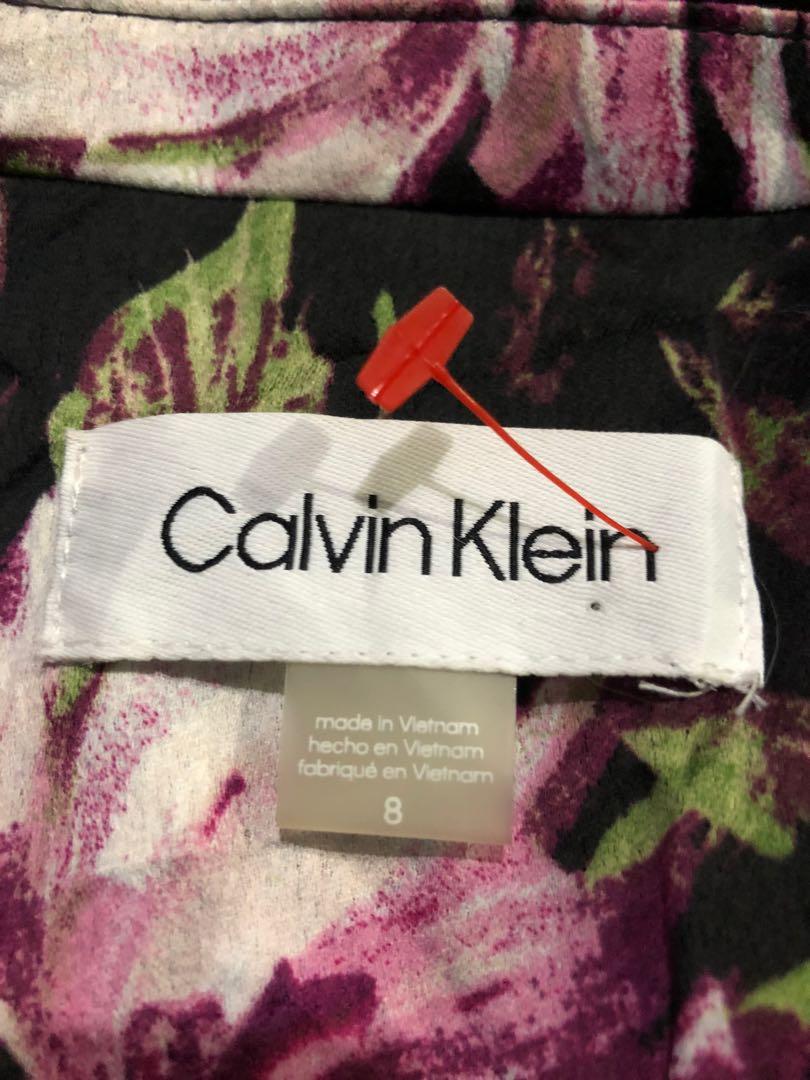 Calvin Klein
made in Vietnam
hecho en Vietnam
fabriqué en Vietnam
8